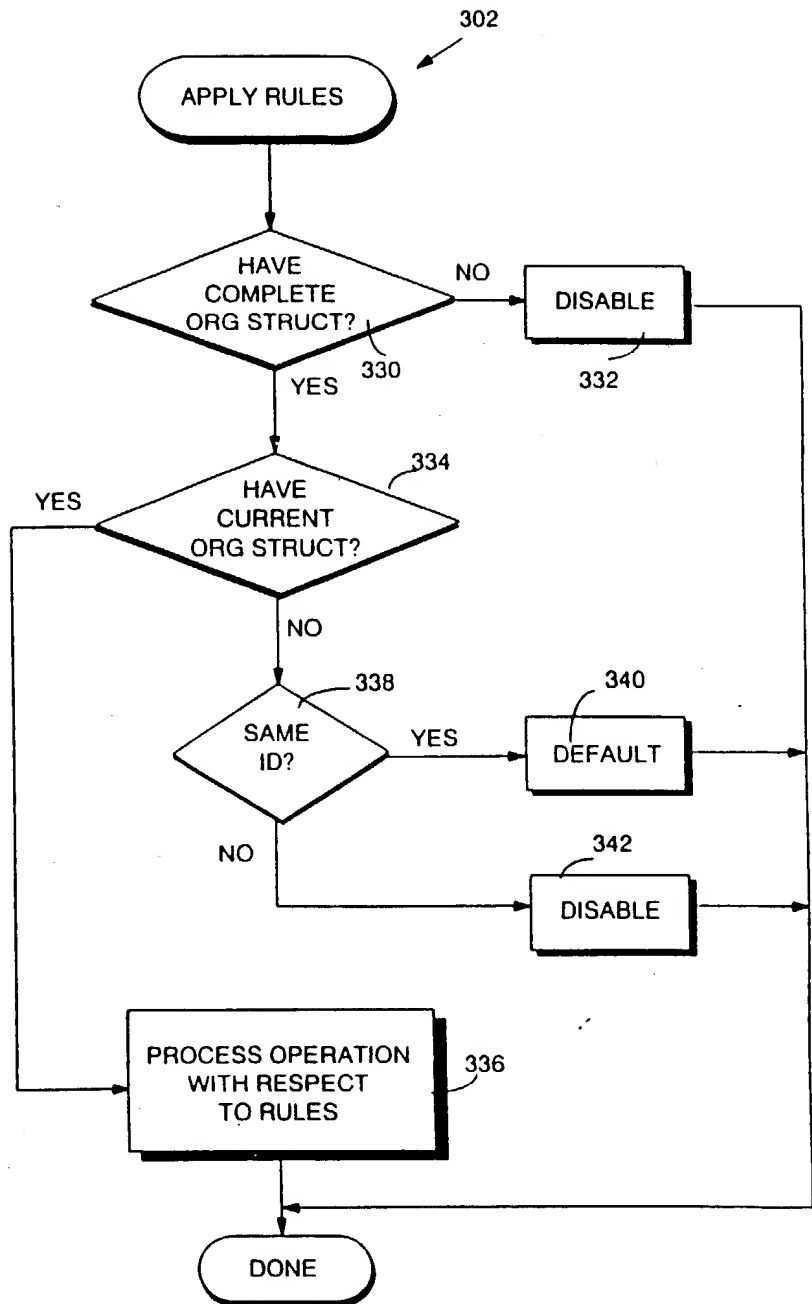 302
APPLY RULES
HAVE
COMPLETE
ORG STRUCT?
330
NO
DISABLE
332
YES
334
YES
HAVE
CURRENT
ORG STRUCT?
NO
338
SAME
ID?
YES
340
DEFAULT
NO
342
DISABLE
PROCESS OPERATION
WITH RESPECT
TO RULES
336
DONE